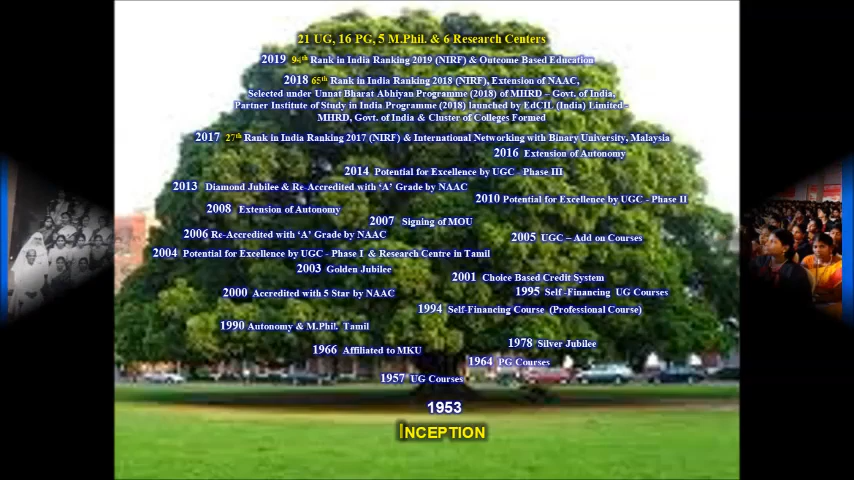 21 UG, 16 PG, 5 M.Phil. & 6 Research Centers
2019 94th Rank in India Ranking 2019 (NIRF) & Outcome Based Education
2018 65th Rank in India Ranking 2018 (NIRF), Extension of NAAC,
Selected under Unnat Bharat Abhiyan Programme (2018) of MHRD – Govt. of India,
Partner Institute of Study in India Programme (2018) launched by EdCIL (India) Limited -
MHRD, Govt. of India & Cluster of Colleges Formed
2017 27th Rank in India Ranking 2017 (NIRF) & International Networking with Binary University, Malaysia
2016 Extension of Autonomy
2014 Potential for Excellence by UGC - Phase III
2013 Diamond Jubilee & Re-Accredited with ‘A’ Grade by NAAC
2010 Potential for Excellence by UGC - Phase II
2008 Extension of Autonomy
2007 Signing of MOU
2006 Re-Accredited with ‘A’ Grade by NAAC
2005 UGC – Add on Courses
2004 Potential for Excellence by UGC - Phase I & Research Centre in Tamil
2003 Golden Jubilee
2001 Choice Based Credit System
2000 Accredited with 5 Star by NAAC
1995 Self-Financing UG Courses
1994 Self-Financing Course (Professional Course)
1990 Autonomy & M.Phil. Tamil
1978 Silver Jubilee
1966 Affiliated to MKU
1964 PG Courses
1957 UG Courses
1953
INCEPTION